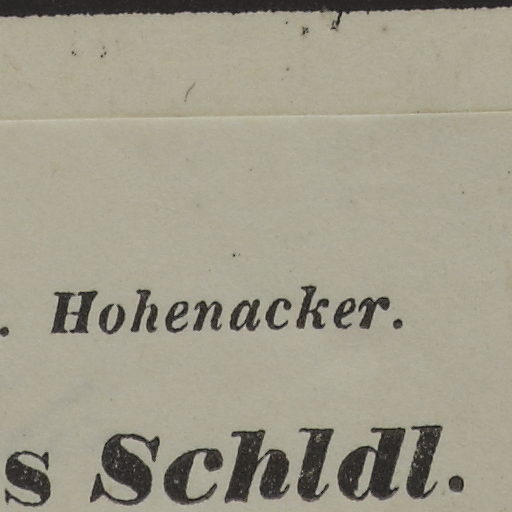 . Hohenacker.
s Schldl.